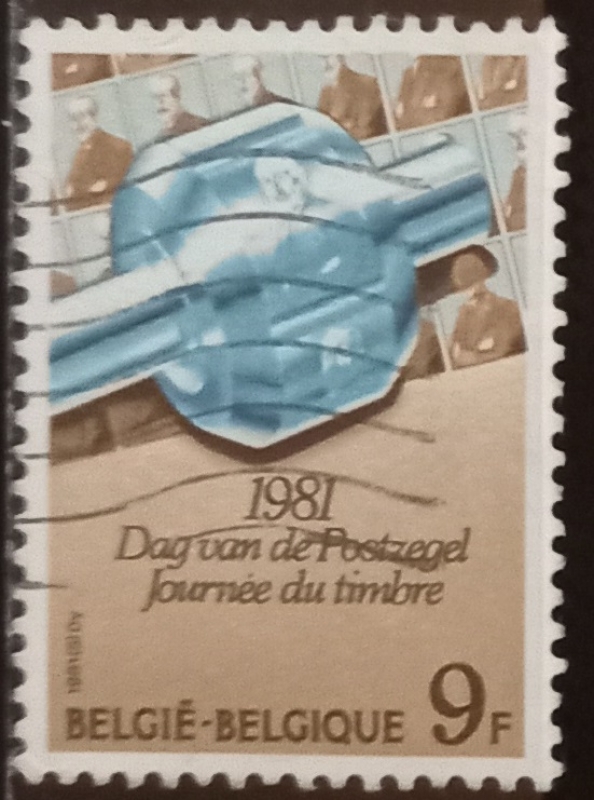 1981
Dag van de Postzegel
Journée du timbre
BELGIË-BELGIQUE 9F